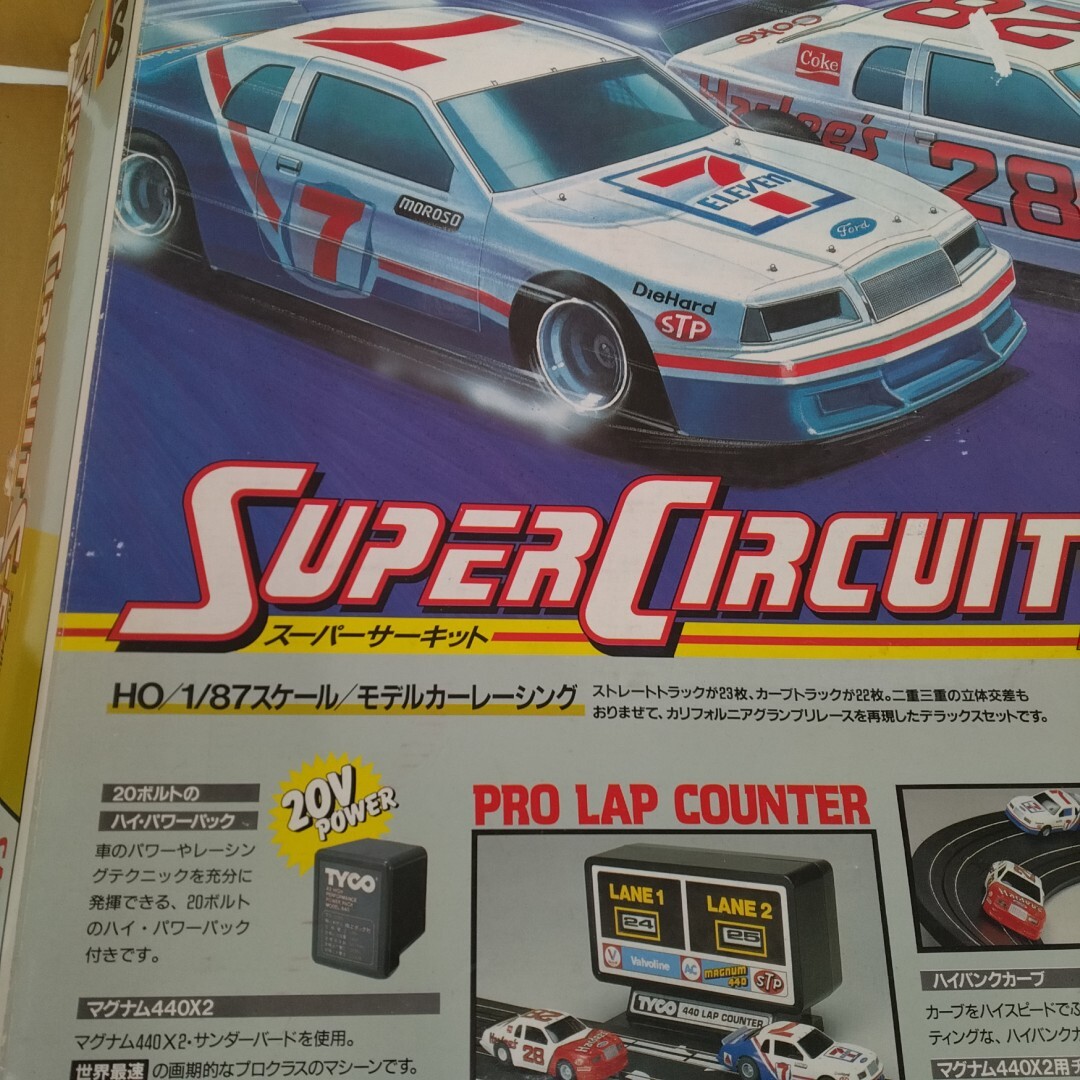 SUPER CIRCUIT
Coke
28
Coke
Hardee's
28
7
ELEVEN
7
MOROSO
Ford
DieHard
STP
SUPER CIRCUIT
スーパーサーキット
HO/1/87スケール/モデルカーレーシング
ストレートトラックが23枚、カーブトラックが22枚。二重三重の立体交差も
おりまぜて、カリフォルニアグランプリレースを再現したデラックスセットです。
20ボルトの
ハイ・パワーパック
車のパワーやレーシン
グテクニックを充分に
発揮できる、20ボルト
のハイ・パワーパック
付きです。
20V
POWER
TYCO
マグナム440X2
マグナム440X2・サンダーバードを使用。
世界最速の画期的なプロクラスのマシーンです。
PRO LAP COUNTER
LANE 1
24
LANE 2
25
V
Valvoline
AC
MAGNUM
440
STP
TYCO 440 LAP COUNTER
28
7
ハイバンクカーブ
カーブをハイスピードで
ティングな、ハイバンク
マグナム440X2用